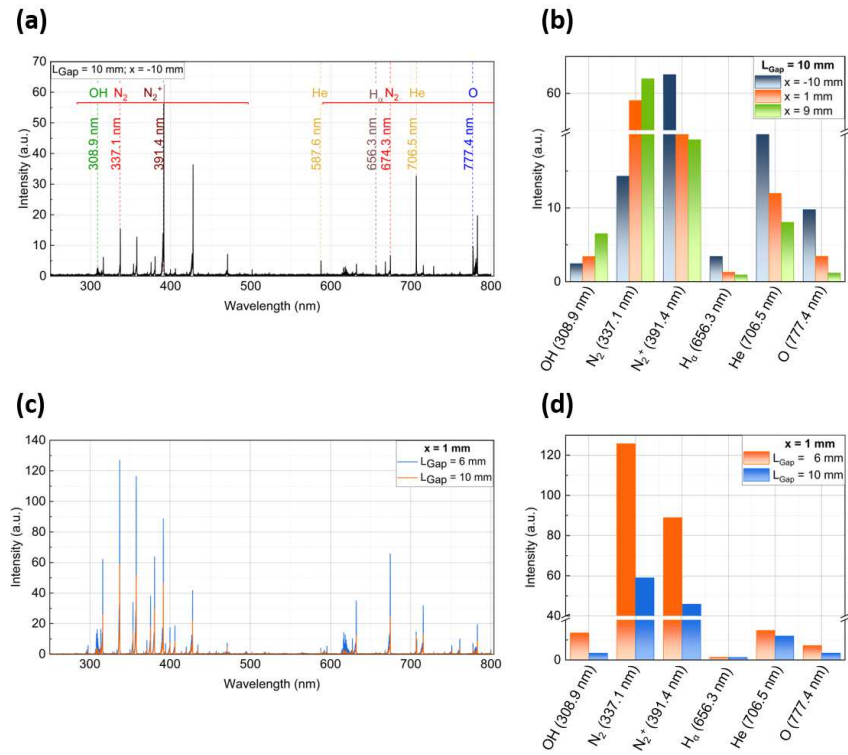 (a)
70
60
50
40
30
20
10
0
Intensity (a.u.)
L_Gap = 10 mm; x = -10 mm
OH
N₂
N₂⁺
He
Hα
N₂
He
O
308.9 nm
337.1 nm
391.4 nm
587.6 nm
656.3 nm
674.3 nm
706.5 nm
777.4 nm
300 400 500 600 700 800
Wavelength (nm)
(b)
60
10
0
Intensity (a.u.)
L_Gap = 10 mm
x = -10 mm
x = 1 mm
x = 9 mm
OH (308.9 nm)
N₂ (337.1 nm)
N₂⁺ (391.4 nm)
Hα (656.3 nm)
He (706.5 nm)
O (777.4 nm)
(c)
140
120
100
80
60
40
20
0
Intensity (a.u.)
x = 1 mm
L_Gap = 6 mm
L_Gap = 10 mm
300 400 500 600 700 800
Wavelength (nm)
(d)
120
100
80
60
40
0
Intensity (a.u.)
x = 1 mm
L_Gap = 6 mm
L_Gap = 10 mm
OH (308.9 nm)
N₂ (337.1 nm)
N₂⁺ (391.4 nm)
Hα (656.3 nm)
He (706.5 nm)
O (777.4 nm)